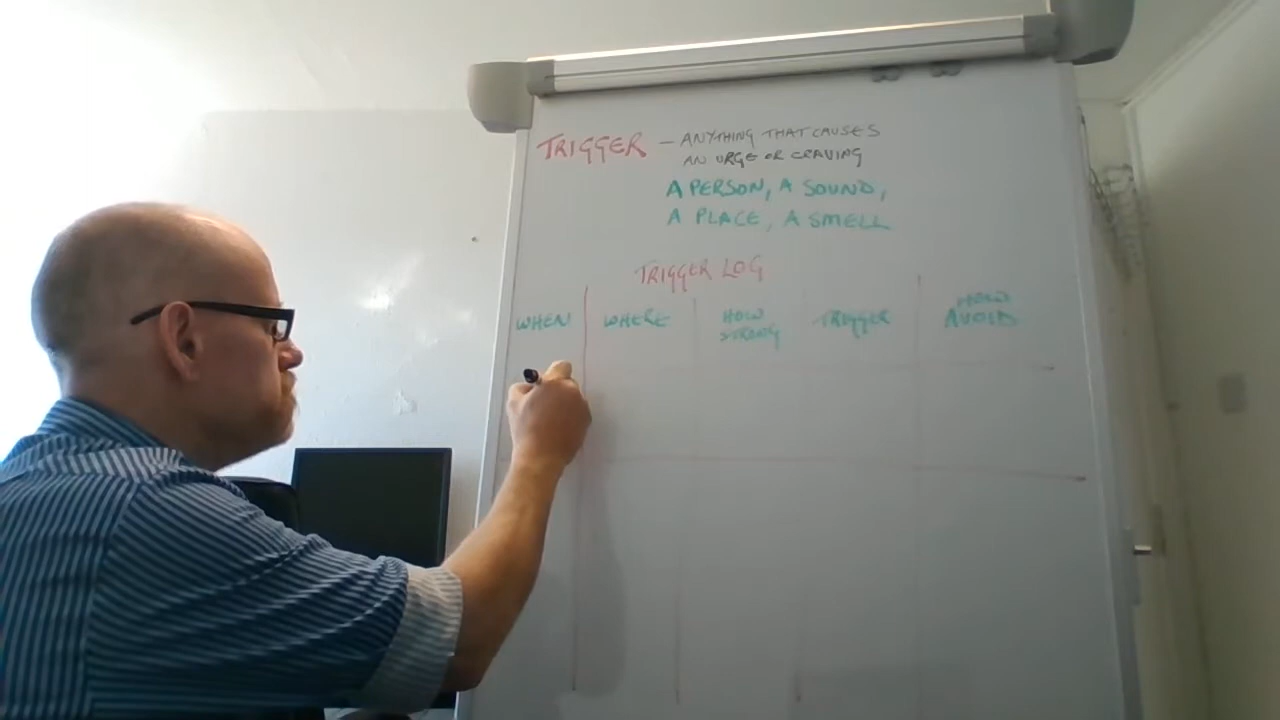 TRIGGER - ANYTHING THAT CAUSES
AN URGE OR CRAVING
A PERSON, A SOUND,
A PLACE, A SMELL
TRIGGER LOG
WHEN WHERE HOW STRONG TRIGGER HOW AVOID